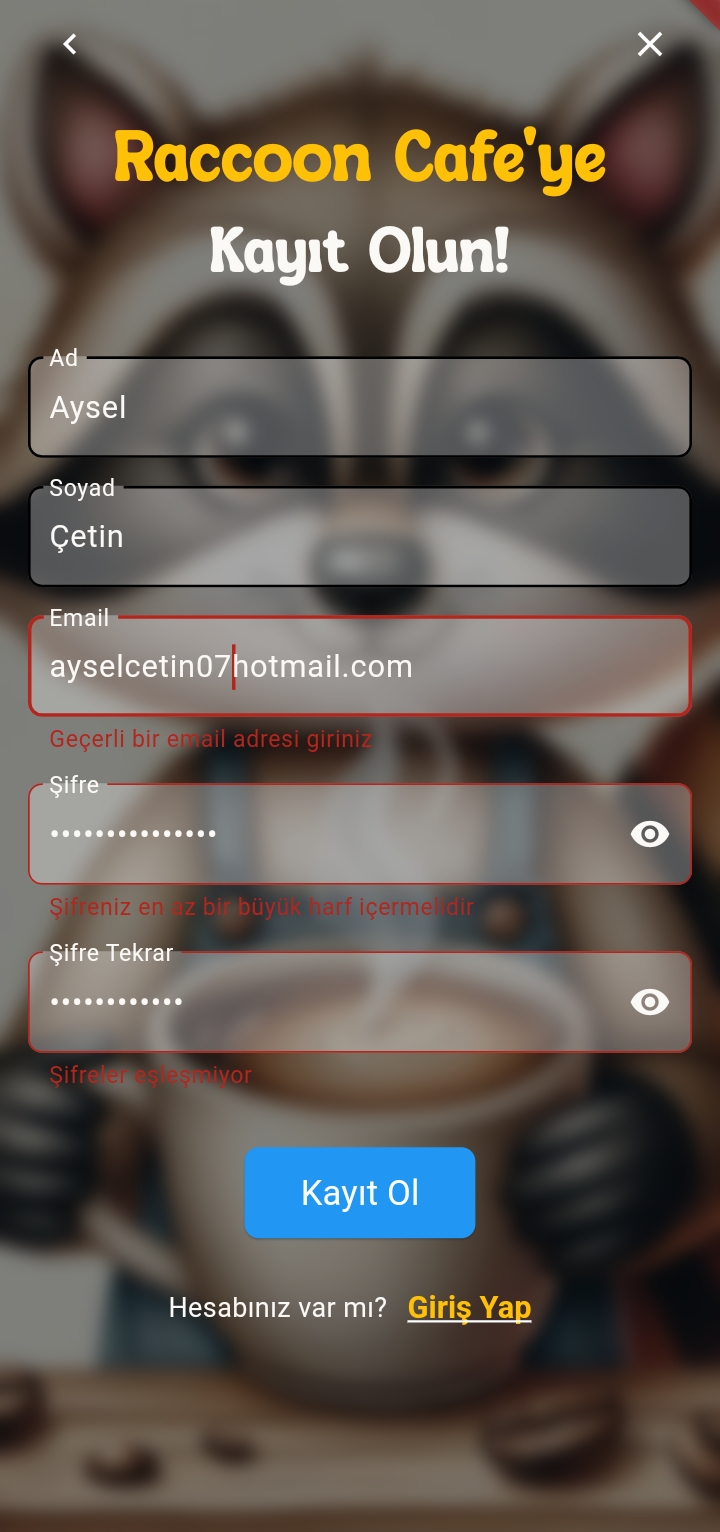 Raccoon Cafe'ye
Kayıt Olun!
Ad
Aysel
Soyad
Çetin
Email
ayselcetin07hotmail.com
Geçerli bir email adresi giriniz
Şifre
•••••••••••••••
Şifreniz en az bir büyük harf içermelidir
Şifre Tekrar
••••••••••••
Şifreler eşleşmiyor
Kayıt Ol
Hesabınız var mı? Giriş Yap